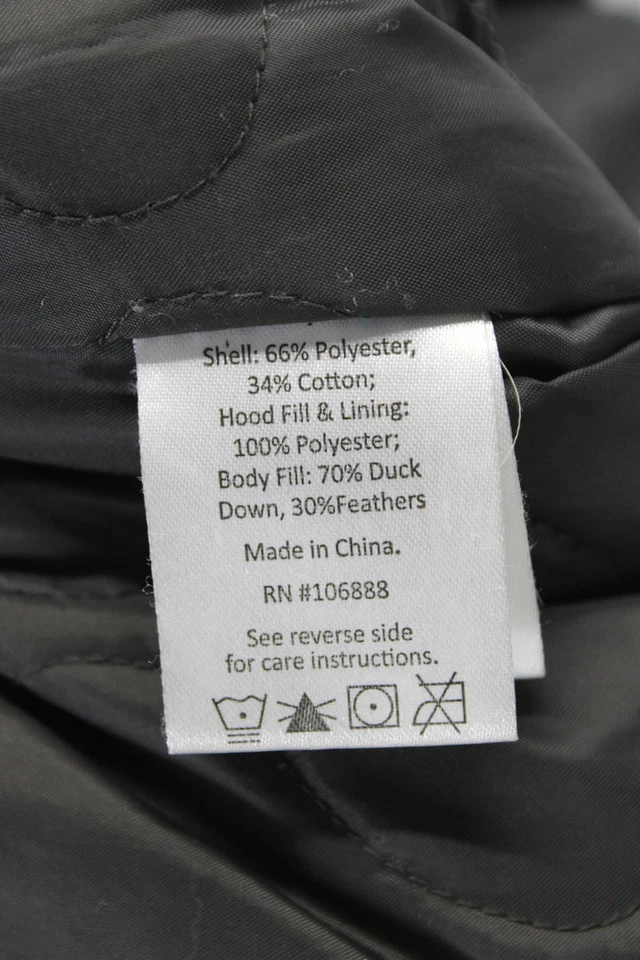 Shell: 66% Polyester,
34% Cotton;
Hood Fill & Lining:
100% Polyester;
Body Fill: 70% Duck
Down, 30%Feathers
Made in China.
RN #106888
See reverse side
for care instructions.